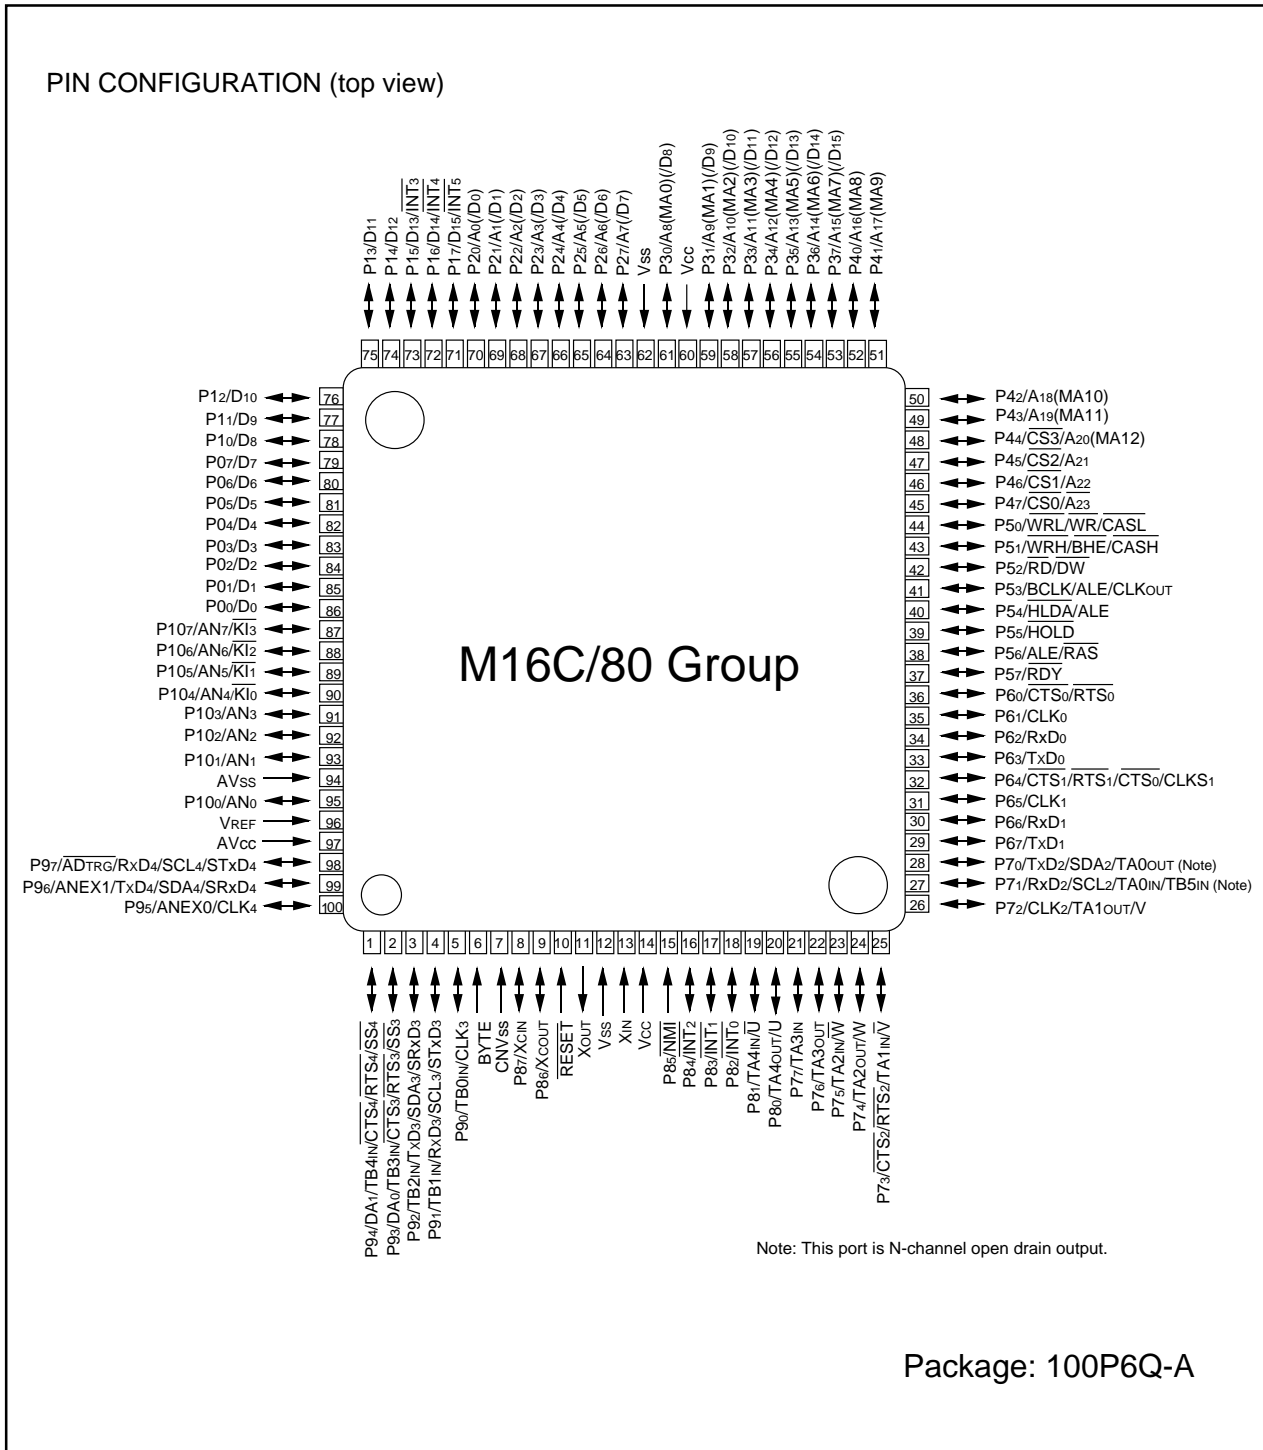 PIN CONFIGURATION (top view)
P13/D11
P14/D12
P15/D13/INT3
P16/D14/INT4
P17/D15/INT5
P20/A0(/D0)
P21/A1(/D1)
P22/A2(/D2)
P23/A3(/D3)
P24/A4(/D4)
P25/A5(/D5)
P26/A6(/D6)
P27/A7(/D7)
Vss
P30/A8(MA0)(/D8)
Vcc
P31/A9(MA1)(/D9)
P32/A10(MA2)(/D10)
P33/A11(MA3)(/D11)
P34/A12(MA4)(/D12)
P35/A13(MA5)(/D13)
P36/A14(MA6)(/D14)
P37/A15(MA7)(/D15)
P40/A16(MA8)
P41/A17(MA9)
75 74 73 72 71 70 69 68 67 66 65 64 63 62 61 60 59 58 57 56 55 54 53 52 51
P12/D10 76
P11/D9 77
P10/D8 78
P07/D7 79
P06/D6 80
P05/D5 81
P04/D4 82
P03/D3 83
P02/D2 84
P01/D1 85
P00/D0 86
P107/AN7/KI3 87
P106/AN6/KI2 88
P105/AN5/KI1 89
P104/AN4/KI0 90
P103/AN3 91
P102/AN2 92
P101/AN1 93
AVSS 94
P100/AN0 95
VREF 96
AVCC 97
P97/ADTRG/RxD4/SCL4/STxD4 98
P96/ANEX1/TxD4/SDA4/SRxD4 99
P95/ANEX0/CLK4 100
M16C/80 Group
50 P42/A18(MA10)
49 P43/A19(MA11)
48 P44/CS3/A20(MA12)
47 P45/CS2/A21
46 P46/CS1/A22
45 P47/CS0/A23
44 P50/WRL/WR/CASL
43 P51/WRH/BHE/CASH
42 P52/RD/DW
41 P53/BCLK/ALE/CLKOUT
40 P54/HLDA/ALE
39 P55/HOLD
38 P56/ALE/RAS
37 P57/RDY
36 P60/CTS0/RTS0
35 P61/CLK0
34 P62/RxD0
33 P63/TxD0
32 P64/CTS1/RTS1/CTS0/CLKS1
31 P65/CLK1
30 P66/RxD1
29 P67/TxD1
28 P70/TxD2/SDA2/TA0OUT (Note)
27 P71/RxD2/SCL2/TA0IN/TB5IN (Note)
26 P72/CLK2/TA1OUT/V
1 2 3 4 5 6 7 8 9 10 11 12 13 14 15 16 17 18 19 20 21 22 23 24 25
P94/DA1/TB4IN/CTS4/RTS4/SS4
P93/DA0/TB3IN/CTS3/RTS3/SS3
P92/TB2IN/TxD3/SDA3/SRxD3
P91/TB1IN/RxD3/SCL3/STxD3
P90/TB0IN/CLK3
BYTE
CNVss
P87/XCIN
P86/XCOUT
RESET
XOUT
VSS
XIN
VCC
P85/NMI
P84/INT2
P83/INT1
P82/INT0
P81/TA4IN/U
P80/TA4OUT/U
P77/TA3IN
P76/TA3OUT
P75/TA2IN/W
P74/TA2OUT/W
P73/CTS2/RTS2/TA1IN/V
Note: This port is N-channel open drain output.
Package: 100P6Q-A